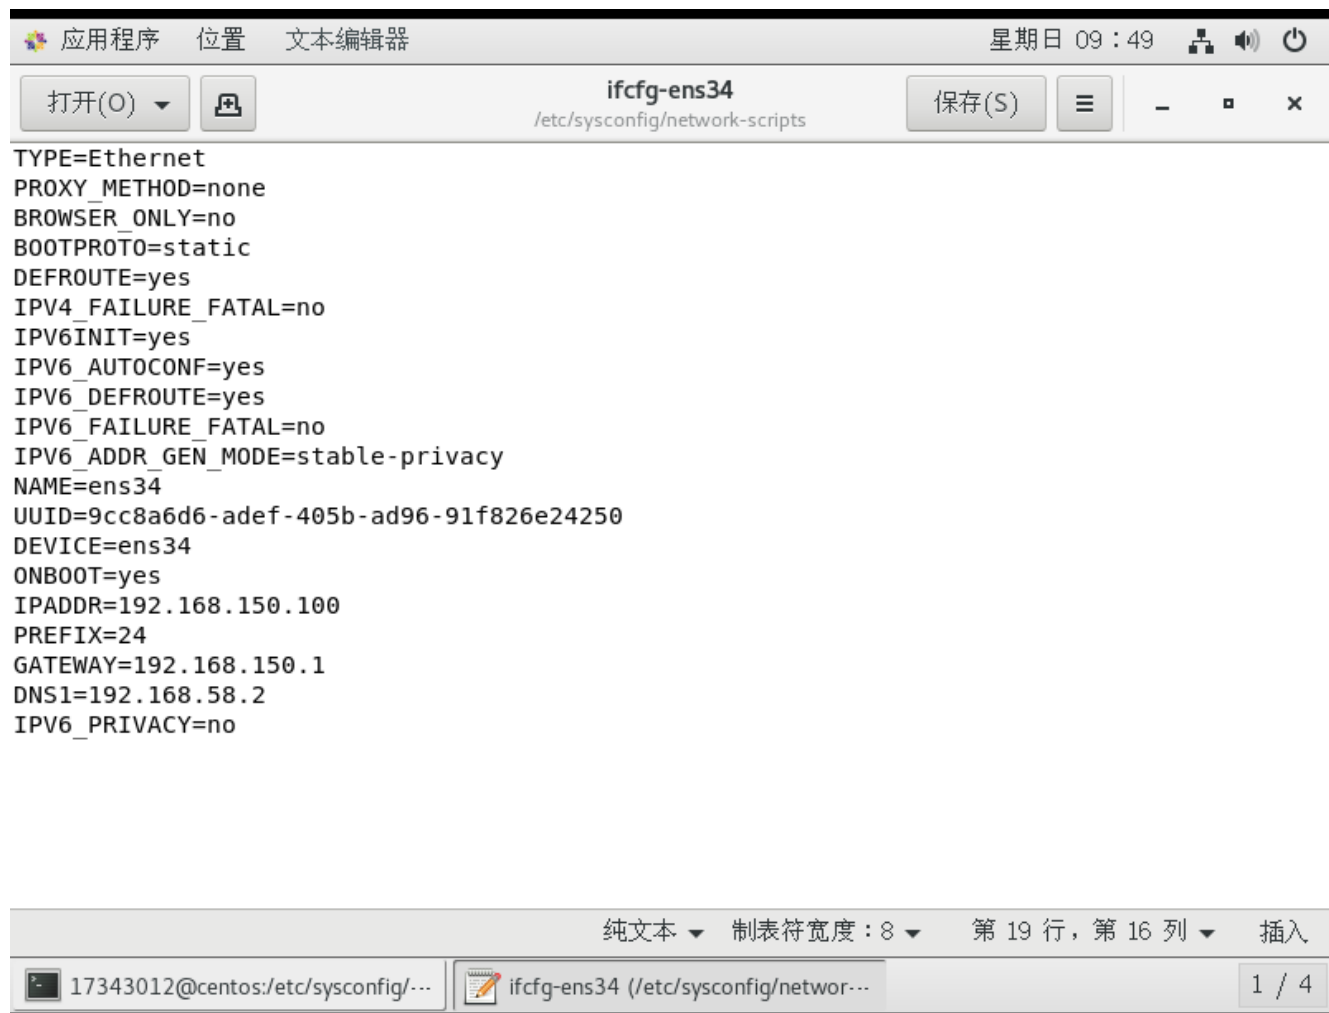 应用程序 位置 文本编辑器 星期日 09：49
打开(O) ifcfg-ens34 保存(S)
/etc/sysconfig/network-scripts
TYPE=Ethernet
PROXY_METHOD=none
BROWSER_ONLY=no
BOOTPROTO=static
DEFROUTE=yes
IPV4_FAILURE_FATAL=no
IPV6INIT=yes
IPV6_AUTOCONF=yes
IPV6_DEFROUTE=yes
IPV6_FAILURE_FATAL=no
IPV6_ADDR_GEN_MODE=stable-privacy
NAME=ens34
UUID=9cc8a6d6-adef-405b-ad96-91f826e24250
DEVICE=ens34
ONBOOT=yes
IPADDR=192.168.150.100
PREFIX=24
GATEWAY=192.168.150.1
DNS1=192.168.58.2
IPV6_PRIVACY=no
纯文本 制表符宽度：8 第 19 行，第 16 列 插入
17343012@centos:/etc/sysconfig/··· ifcfg-ens34 (/etc/sysconfig/networ··· 1 / 4